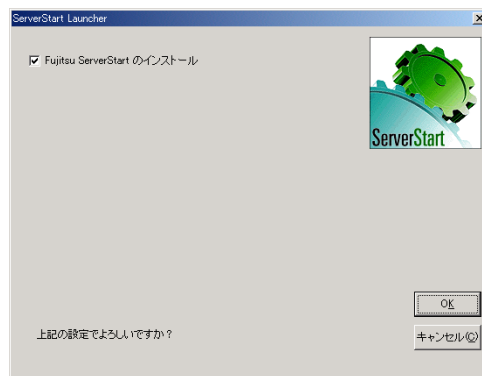 ServerStart Launcher
Fujitsu ServerStart のインストール
ServerStart
OK
上記の設定でよろしいですか?
キャンセル(C)